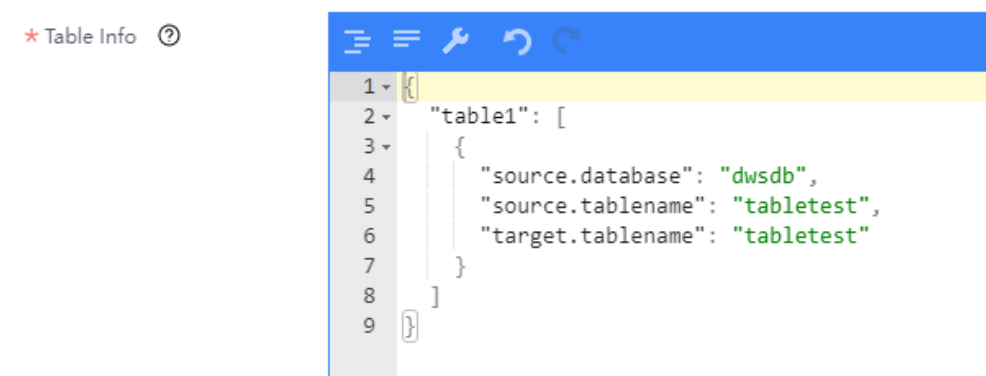 * Table Info ?
1 {
2 "table1": [
3 {
4 "source.database": "dwsdb",
5 "source.tablename": "tabletest",
6 "target.tablename": "tabletest"
7 }
8 ]
9 }